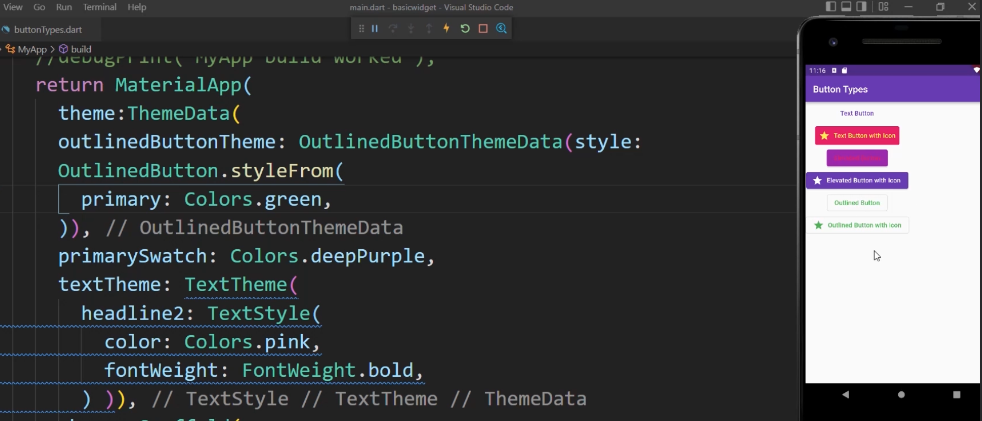 View Go Run Terminal Help
main.dart - basicwidget - Visual Studio Code
buttonTypes.dart
MyApp > build
//debugPrint("MyApp build worked");
return MaterialApp(
theme:ThemeData(
outlinedButtonTheme: OutlinedButtonThemeData(style:
OutlinedButton.styleFrom(
primary: Colors.green,
)), // OutlinedButtonThemeData
primarySwatch: Colors.deepPurple,
textTheme: TextTheme(
headline2: TextStyle(
color: Colors.pink,
fontWeight: FontWeight.bold,
) )), // TextStyle // TextTheme // ThemeData
11:16
Button Types
Text Button
Text Button with Icon
Elevated Button with Icon
Outlined Button
Outlined Button with Icon